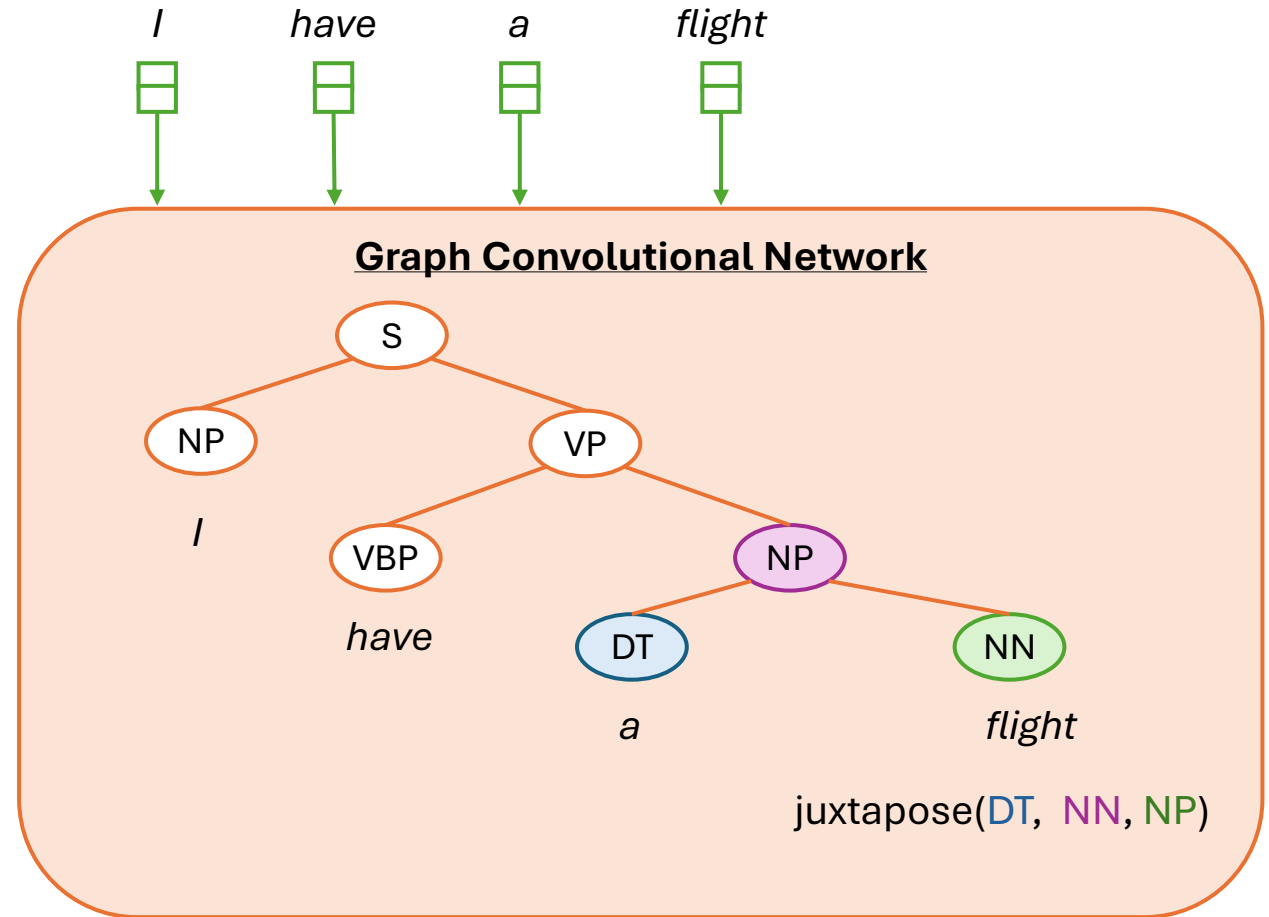 I have a flight
Graph Convolutional Network
S
NP VP
I
VBP NP
have
DT NN
a flight
juxtapose(DT, NN, NP)